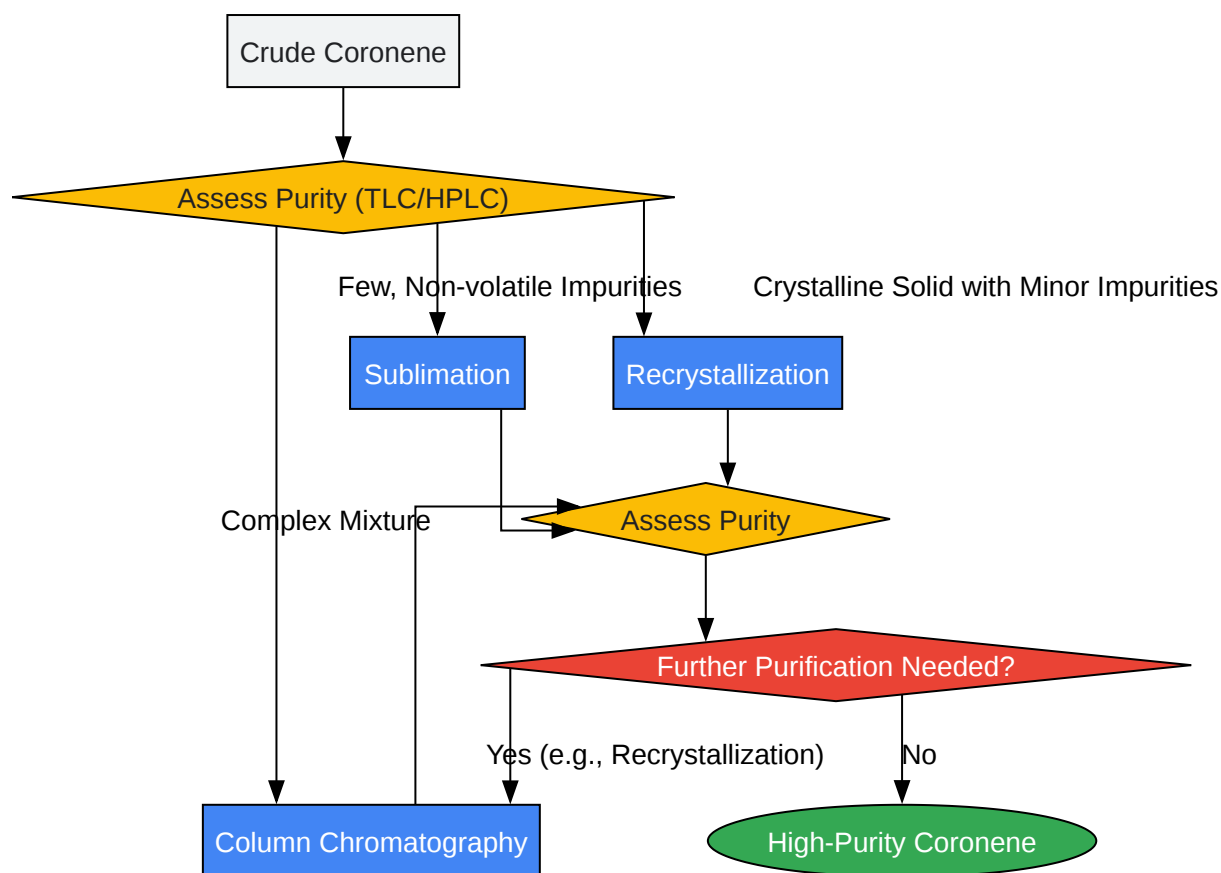 Crude Coronene
Assess Purity (TLC/HPLC)
Few, Non-volatile Impurities
Crystalline Solid with Minor Impurities
Sublimation
Recrystallization
Complex Mixture
Assess Purity
Further Purification Needed?
Yes (e.g., Recrystallization)
No
Column Chromatography
High-Purity Coronene